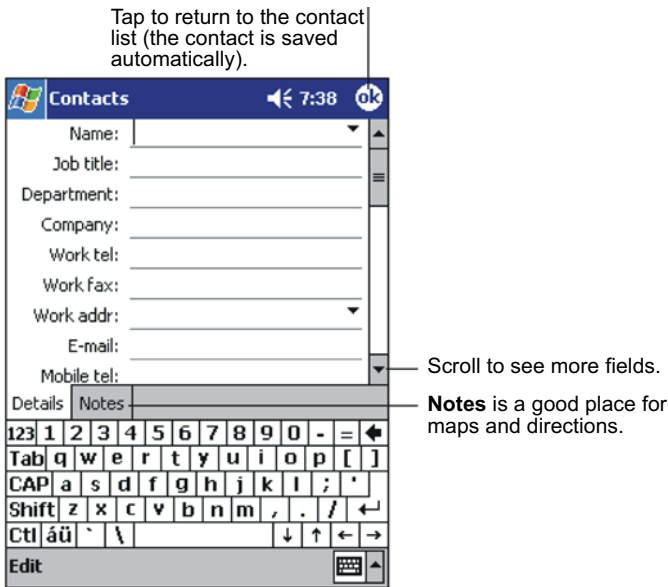 Tap to return to the contact
list (the contact is saved
automatically).
Contacts 7:38 ok
Name:
Job title:
Department:
Company:
Work tel:
Work fax:
Work addr:
E-mail:
Mobile tel:
Scroll to see more fields.
Details Notes
Notes is a good place for
maps and directions.
123 1 2 3 4 5 6 7 8 9 0 - =
Tab q w e r t y u i o p [ ]
CAP a s d f g h j k l ; '
Shift z x c v b n m , . /
Ctl áü ` \
Edit